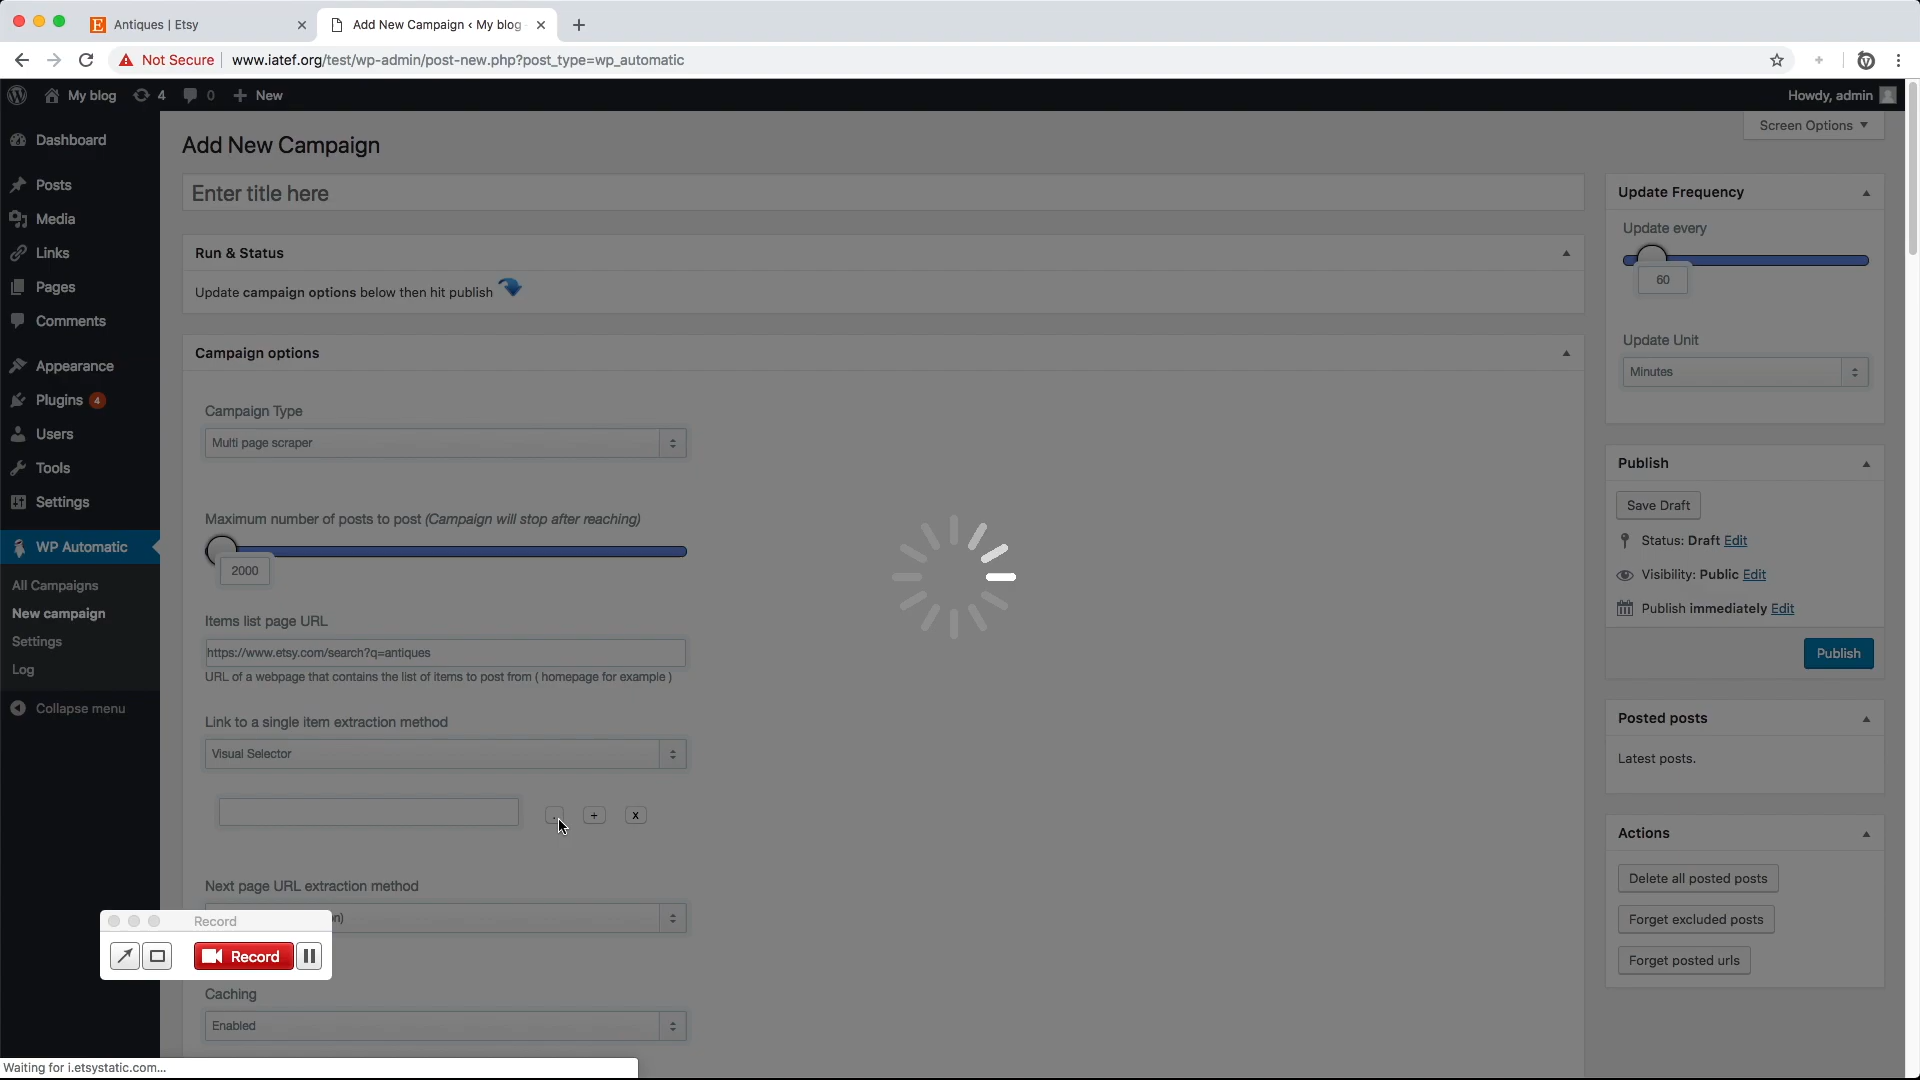 Antiques | Etsy
Add New Campaign ‹ My blog
Not Secure
www.iatef.org/test/wp-admin/post-new.php?post_type=wp_automatic
My blog
4
0
New
Howdy, admin
Screen Options
Dashboard
Posts
Media
Links
Pages
Comments
Appearance
Plugins 4
Users
Tools
Settings
WP Automatic
All Campaigns
New campaign
Settings
Log
Collapse menu
Add New Campaign
Enter title here
Run & Status
Update campaign options below then hit publish
Campaign options
Campaign Type
Multi page scraper
Maximum number of posts to post (Campaign will stop after reaching)
2000
Items list page URL
https://www.etsy.com/search?q=antiques
URL of a webpage that contains the list of items to post from ( homepage for example )
Link to a single item extraction method
Visual Selector
. + x
Next page URL extraction method
on)
Caching
Enabled
Update Frequency
Update every
60
Update Unit
Minutes
Publish
Save Draft
Status: Draft Edit
Visibility: Public Edit
Publish immediately Edit
Publish
Posted posts
Latest posts.
Actions
Delete all posted posts
Forget excluded posts
Forget posted urls
Record
Record
Waiting for i.etsystatic.com...